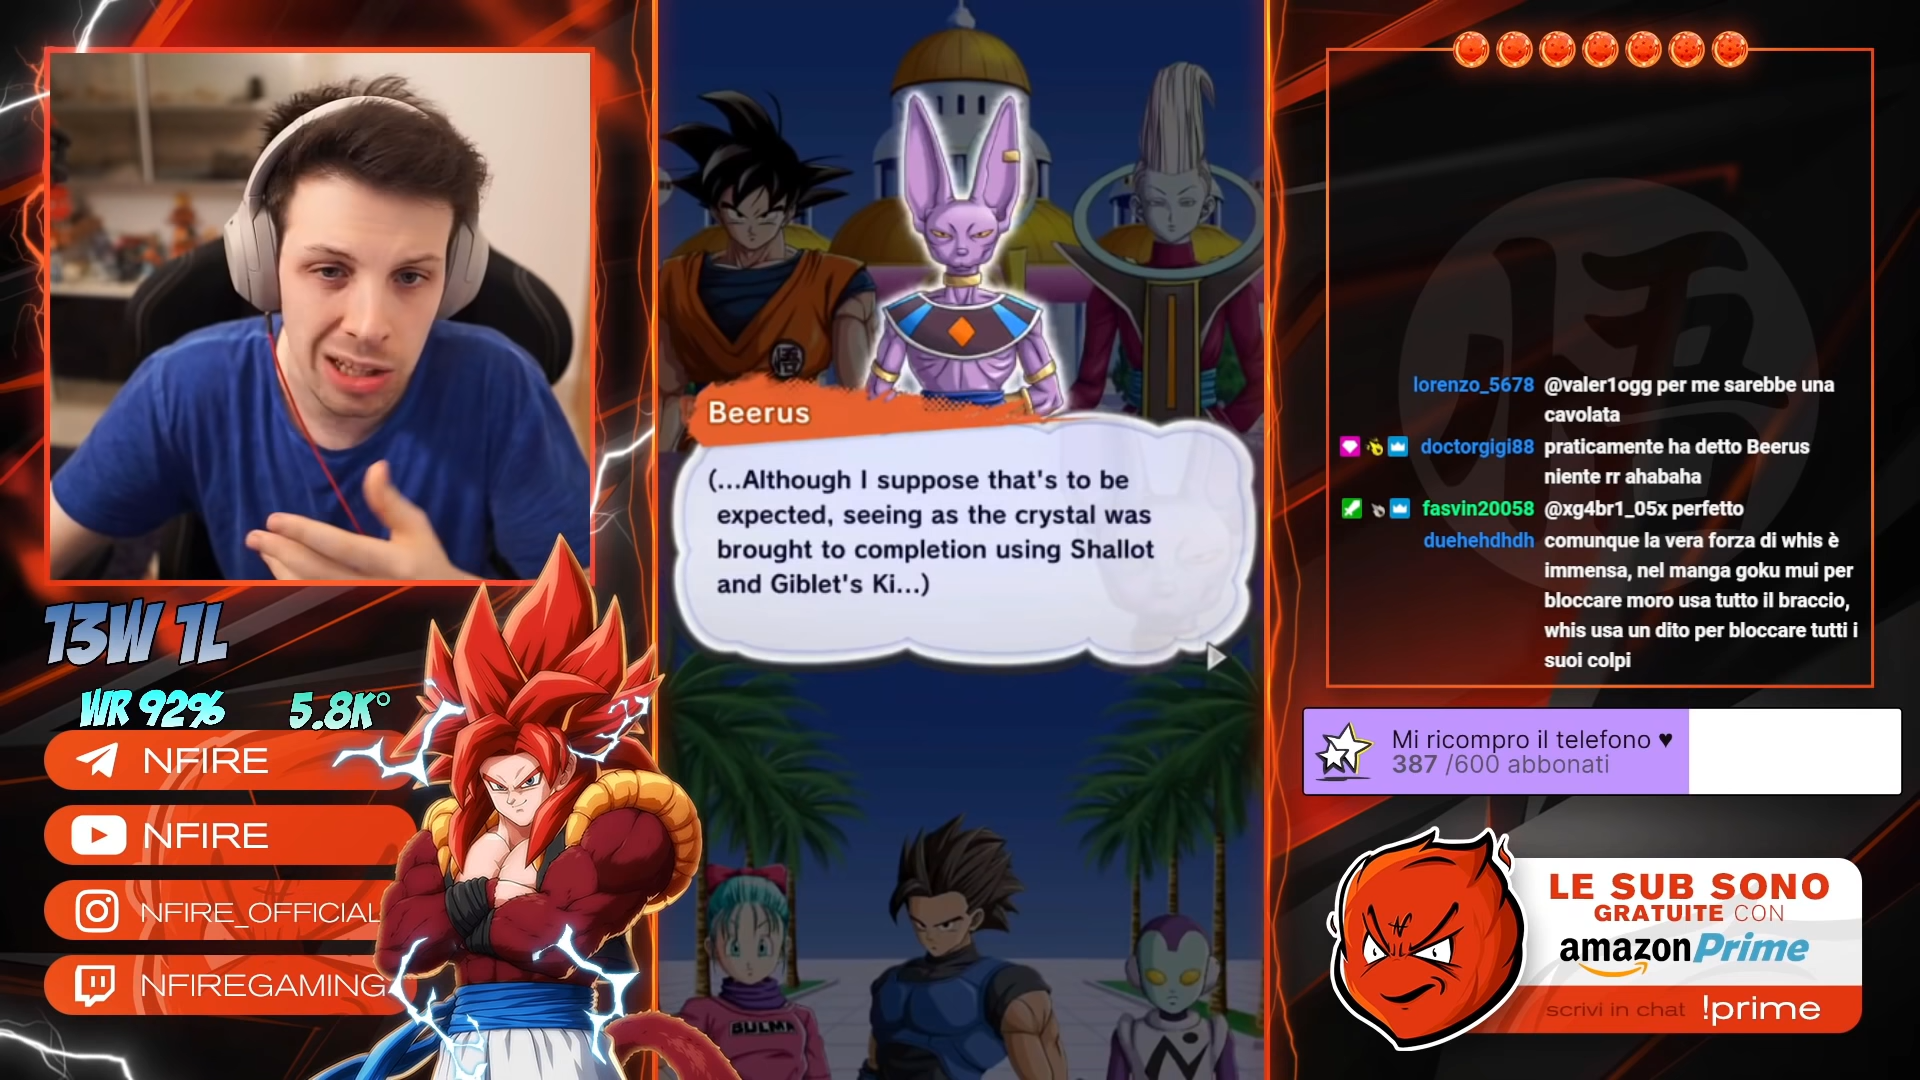 13W 1L
WR 92% 5.8K°
NFIRE
NFIRE
NFIRE_OFFICIAL
NFIREGAMING
悟
Beerus
(...Although I suppose that's to be
expected, seeing as the crystal was
brought to completion using Shallot
and Giblet's Ki...)
BULMA
悟
lorenzo_5678 @valer1ogg per me sarebbe una
cavolata
doctorgigi88 praticamente ha detto Beerus
niente rr ahabaha
fasvin20058 @xg4br1_05x perfetto
duehehdhdh comunque la vera forza di whis è
immensa, nel manga goku mui per
bloccare moro usa tutto il braccio,
whis usa un dito per bloccare tutti i
suoi colpi
Mi ricompro il telefono ♥
387 /600 abbonati
LE SUB SONO
GRATUITE CON
amazon Prime
scrivi in chat !prime